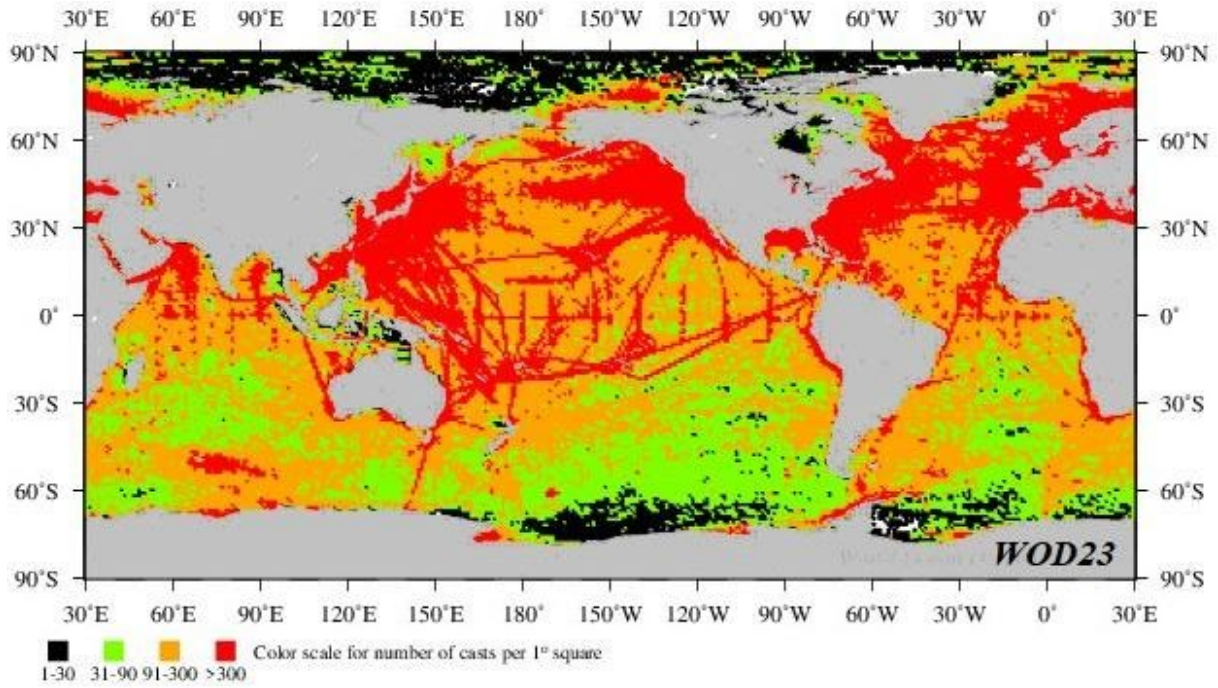 30˚E 60˚E 90˚E 120˚E 150˚E 180˚ 150˚W 120˚W 90˚W 60˚W 30˚W 0˚ 30˚E
90˚N 90˚N
60˚N 60˚N
30˚N 30˚N
0˚ 0˚
30˚S 30˚S
60˚S 60˚S
WOD23
90˚S 90˚S
30˚E 60˚E 90˚E 120˚E 150˚E 180˚ 150˚W 120˚W 90˚W 60˚W 30˚W 0˚ 30˚E
Color scale for number of casts per 1º square
1-30 31-90 91-300 >300